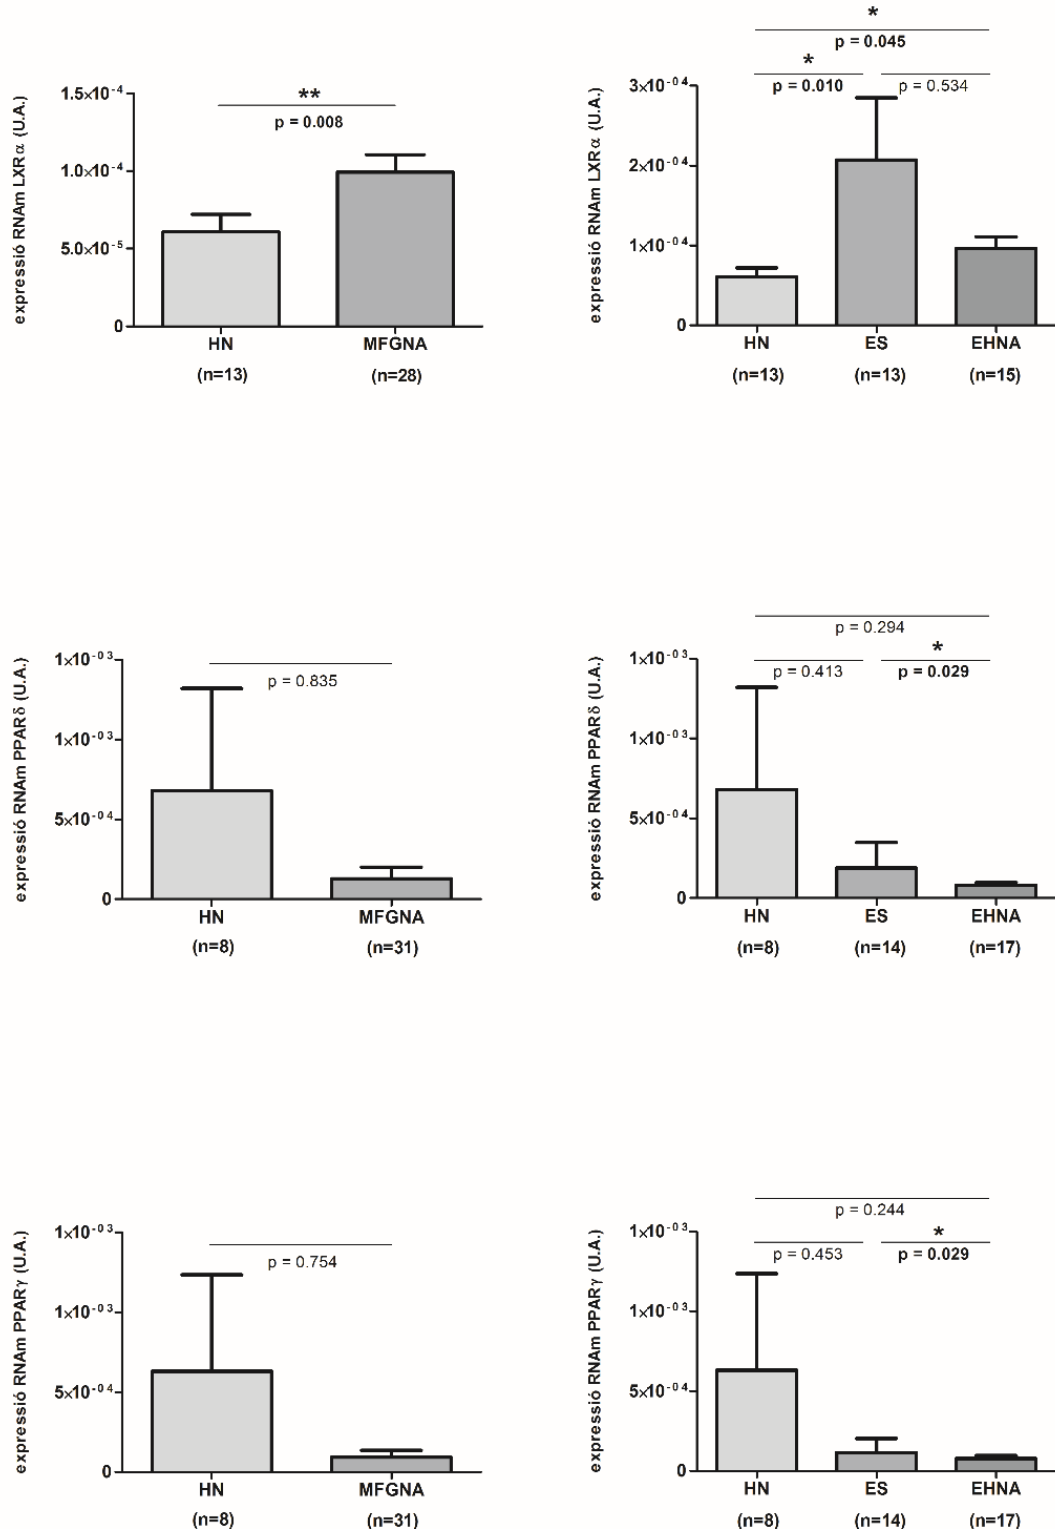 expressió RNAm LXRα (U.A.)
1.5×10⁻⁴
1.0×10⁻⁴
5.0×10⁻⁵
0
**
p = 0.008
HN
MFGNA
(n=13)
(n=28)
expressió RNAm LXRα (U.A.)
3×10⁻⁰⁴
2×10⁻⁰⁴
1×10⁻⁰⁴
0
*
p = 0.045
*
p = 0.010
p = 0.534
HN
ES
EHNA
(n=13)
(n=13)
(n=15)
expressió RNAm PPARδ (U.A.)
1×10⁻⁰³
1×10⁻⁰³
5×10⁻⁰⁴
0
p = 0.835
HN
MFGNA
(n=8)
(n=31)
expressió RNAm PPARδ (U.A.)
1×10⁻⁰³
1×10⁻⁰³
5×10⁻⁰⁴
0
p = 0.294
*
p = 0.413
p = 0.029
HN
ES
EHNA
(n=8)
(n=14)
(n=17)
expressió RNAm PPARγ (U.A.)
1×10⁻⁰³
1×10⁻⁰³
5×10⁻⁰⁴
0
p = 0.754
HN
MFGNA
(n=8)
(n=31)
expressió RNAm PPARγ (U.A.)
1×10⁻⁰³
1×10⁻⁰³
5×10⁻⁰⁴
0
p = 0.244
*
p = 0.453
p = 0.029
HN
ES
EHNA
(n=8)
(n=14)
(n=17)